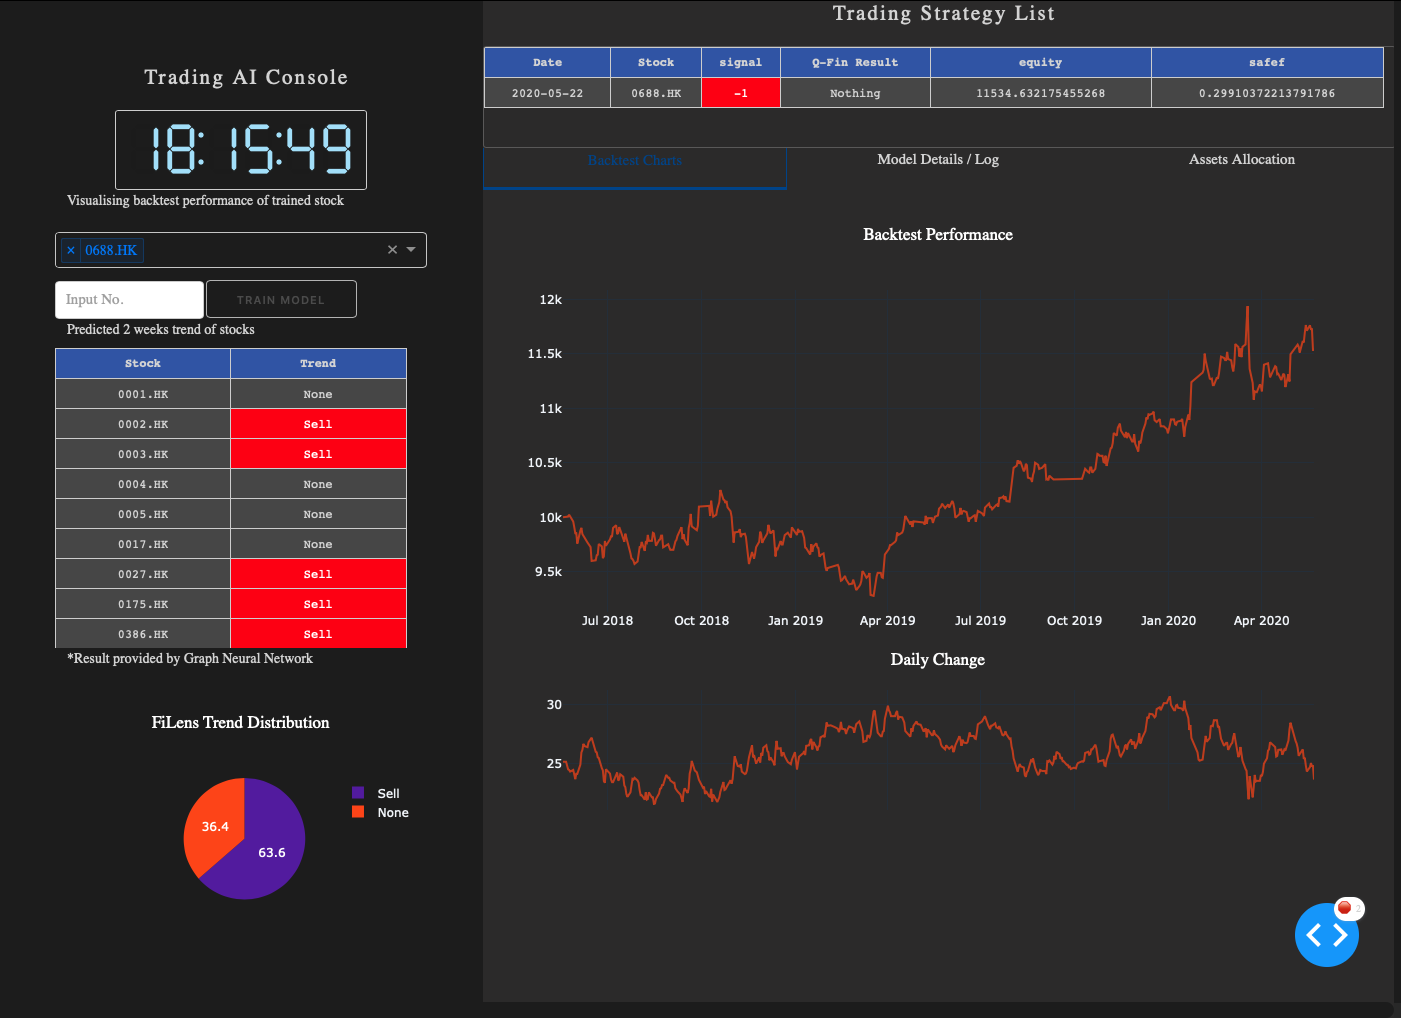 Trading Strategy List
Date Stock signal Q-Fin Result equity safef
2020-05-22 0688.HK -1 Nothing 11534.632175455268 0.29910372213791786
Trading AI Console
18:15:49
Visualising backtest performance of trained stock
× 0688.HK × 
Input No. TRAIN MODEL
Predicted 2 weeks trend of stocks
Stock Trend
0001.HK None
0002.HK Sell
0003.HK Sell
0004.HK None
0005.HK None
0017.HK None
0027.HK Sell
0175.HK Sell
0386.HK Sell
*Result provided by Graph Neural Network
FiLens Trend Distribution
36.4
63.6
Sell
None
Backtest Charts Model Details / Log Assets Allocation
Backtest Performance
12k
11.5k
11k
10.5k
10k
9.5k
Jul 2018 Oct 2018 Jan 2019 Apr 2019 Jul 2019 Oct 2019 Jan 2020 Apr 2020
Daily Change
30
25
2